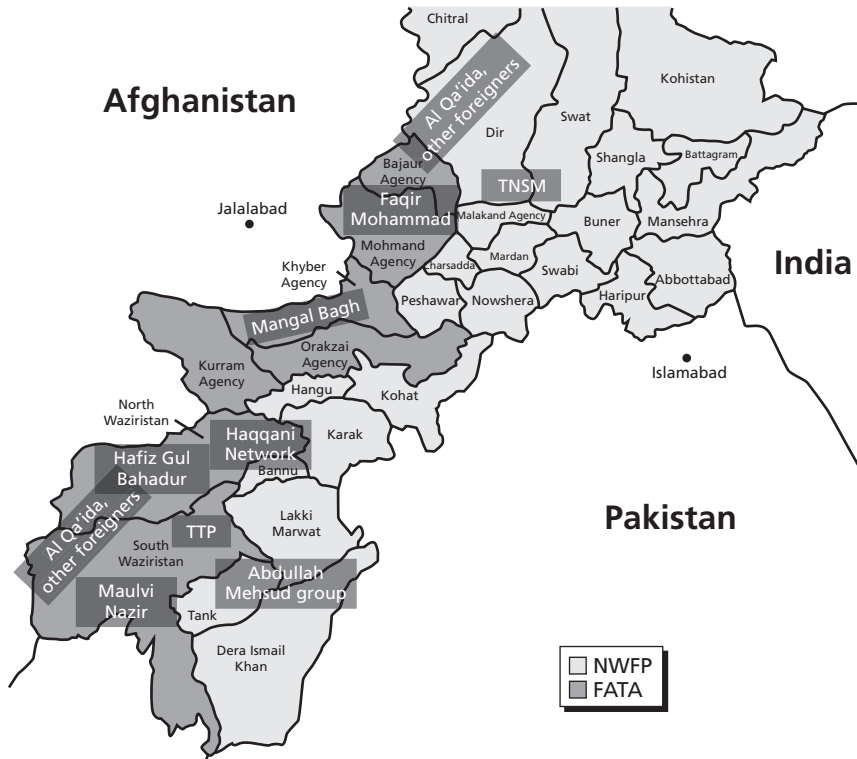 Chitral
Kohistan
Afghanistan
Al Qa'ida,
other foreigners
Dir
Swat
Shangla
Battagram
Bajaur
Agency
TNSM
Faqir
Mohammad
Malakand Agency
Buner
Mansehra
Jalalabad
Mohmand
Agency
Charsadda
Mardan
Swabi
India
Khyber
Agency
Peshawar
Nowshera
Haripur
Abbottabad
Mangal Bagh
Orakzai
Agency
Kurram
Agency
Islamabad
Hangu
Kohat
North
Waziristan
Haqqani
Network
Karak
Hafiz Gul
Bahadur
Bannu
Al Qa'ida,
other foreigners
Lakki
Marwat
Pakistan
TTP
South
Waziristan
Abdullah
Mehsud group
Maulvi
Nazir
Tank
Dera Ismail
Khan
NWFP
FATA